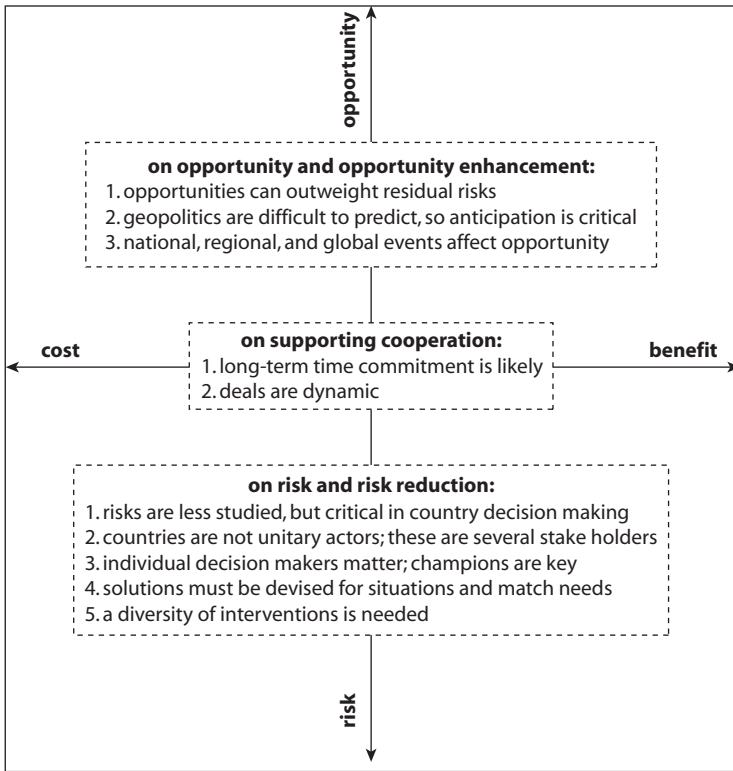 opportunity
on opportunity and opportunity enhancement:
1. opportunities can outweight residual risks
2. geopolitics are difficult to predict, so anticipation is critical
3. national, regional, and global events affect opportunity
cost
on supporting cooperation:
1. long-term time commitment is likely
2. deals are dynamic
benefit
on risk and risk reduction:
1. risks are less studied, but critical in country decision making
2. countries are not unitary actors; these are several stake holders
3. individual decision makers matter; champions are key
4. solutions must be devised for situations and match needs
5. a diversity of interventions is needed
risk